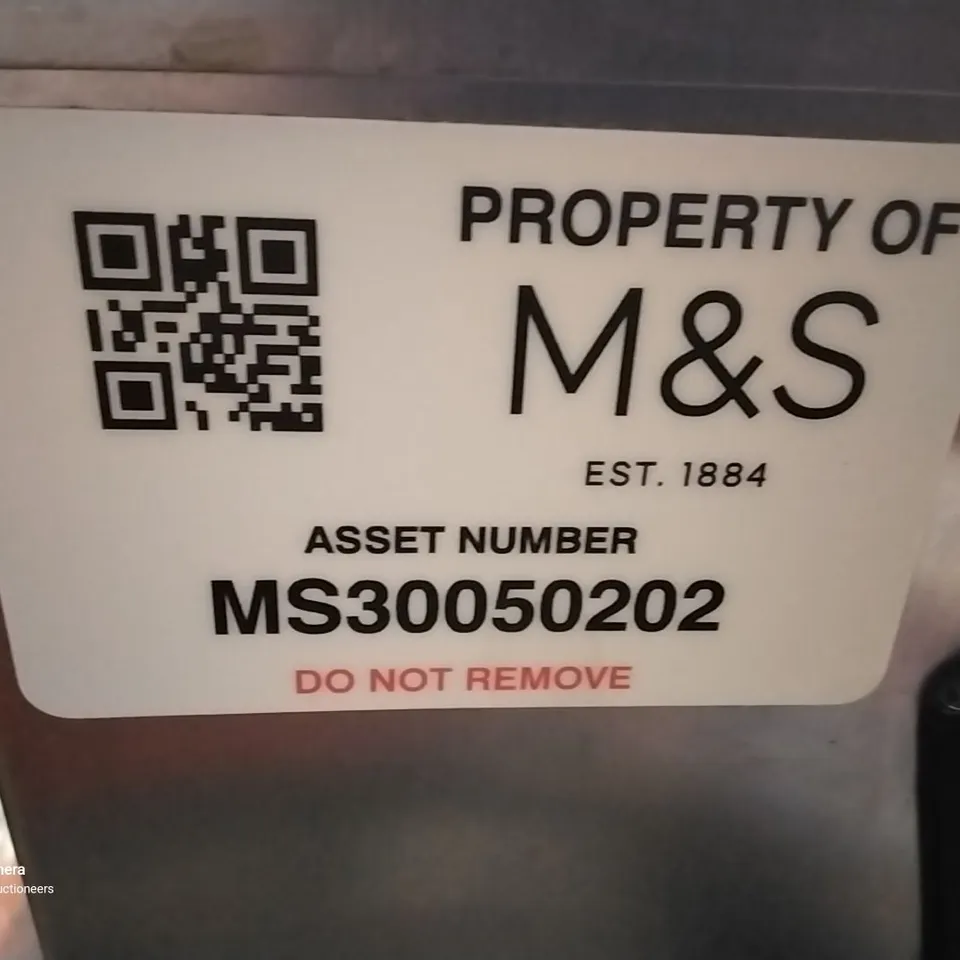 PROPERTY OF
M&S
EST. 1884
ASSET NUMBER
MS30050202
DO NOT REMOVE